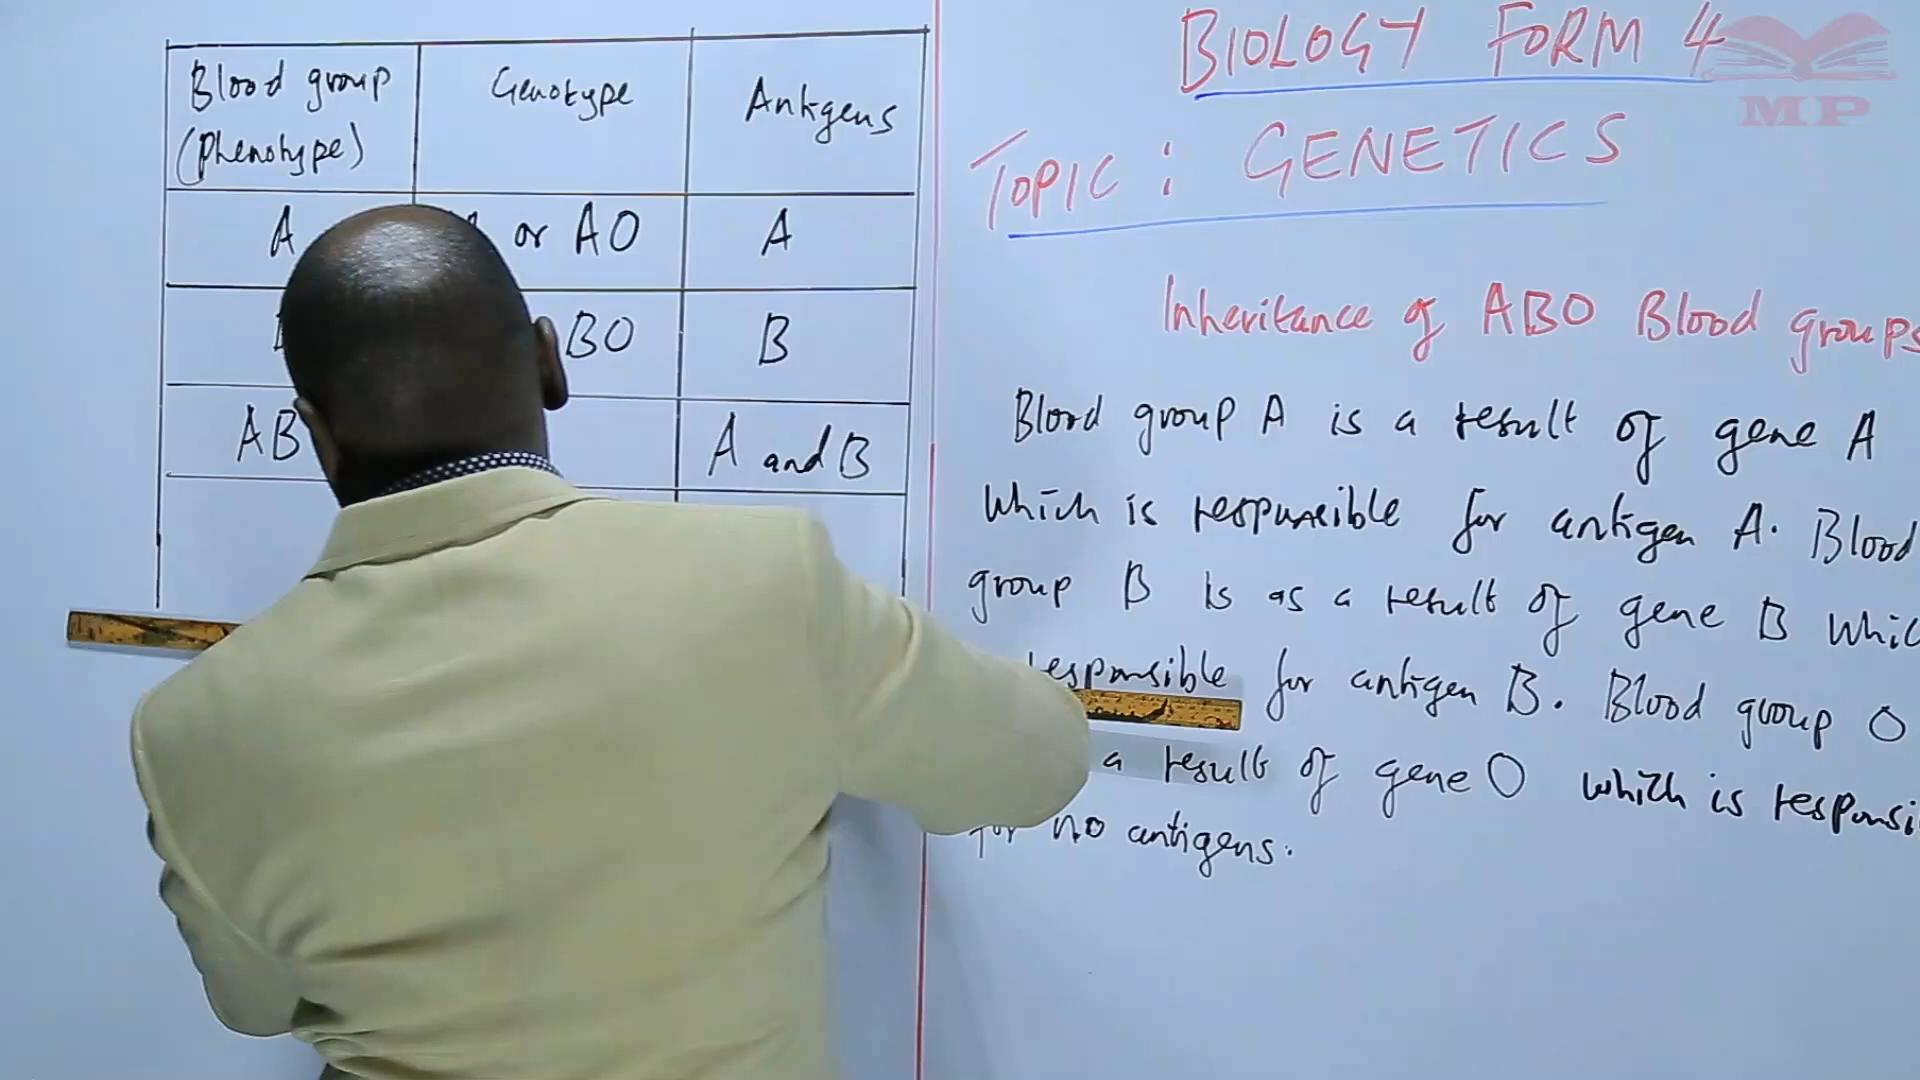 Blood group
(Phenotype)
Genotype
Antigens
A
or AO
A
BO
B
AB
A and B
BIOLOGY FORM 4
MP
TOPIC : GENETICS
Inheritance of ABO Blood groups
Blood group A is a result of gene A
which is responsible for antigen A. Blood
group B is as a result of gene B whic
responsible for antigen B. Blood group O
a result of gene O which is responsi
for no antigens.